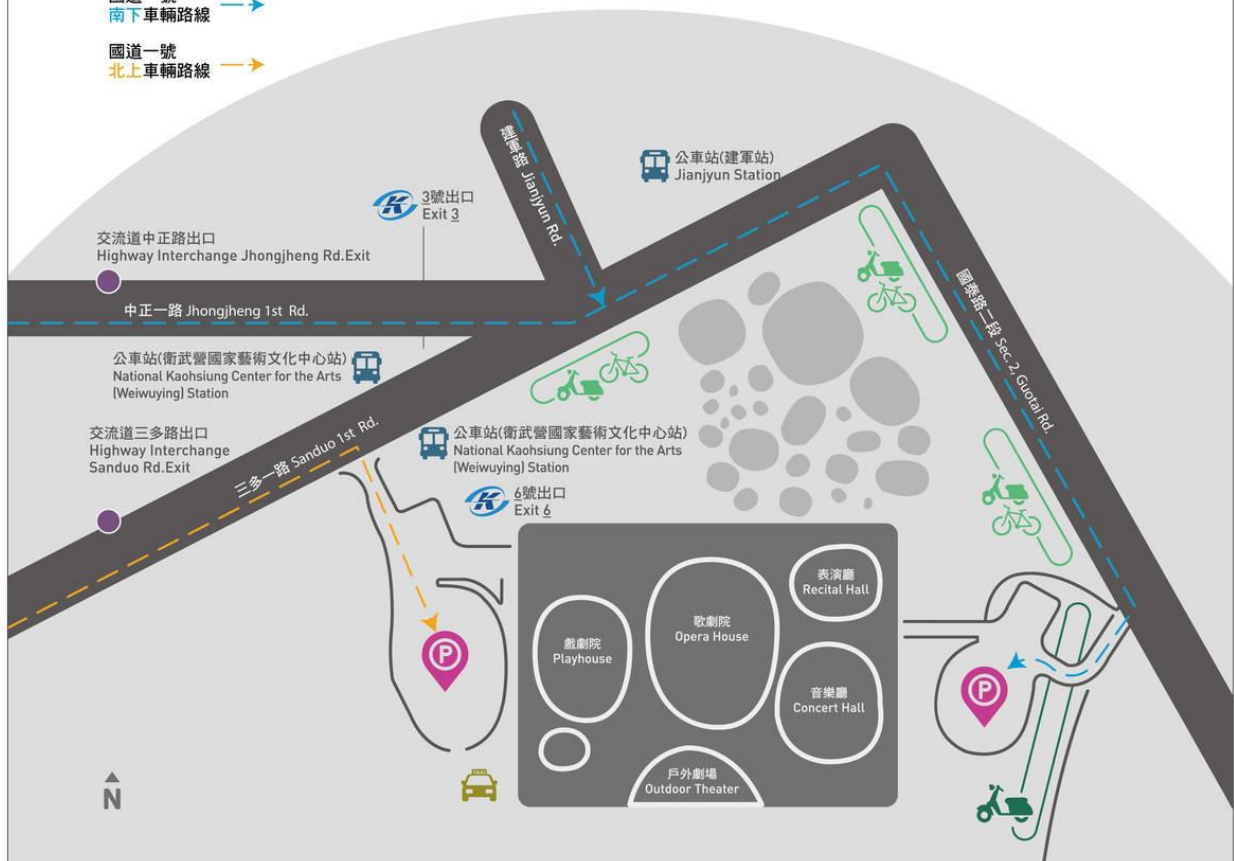 南下車輛路線
國道一號
北上車輛路線
建軍路 Jianjyun Rd.
公車站(建軍站)
Jianjyun Station
3號出口
Exit 3
交流道中正路出口
Highway Interchange Jhongjheng Rd.Exit
中正一路 Jhongjheng 1st Rd.
國泰路二段 Sec. 2, Guotai Rd.
公車站(衛武營國家藝術文化中心站)
National Kaohsiung Center for the Arts
(Weiwuying) Station
交流道三多路出口
Highway Interchange
Sanduo Rd.Exit
三多一路 Sanduo 1st Rd.
公車站(衛武營國家藝術文化中心站)
National Kaohsiung Center for the Arts
(Weiwuying) Station
6號出口
Exit 6
表演廳
Recital Hall
歌劇院
Opera House
戲劇院
Playhouse
音樂廳
Concert Hall
戶外劇場
Outdoor Theater
P
P
TAXI
N